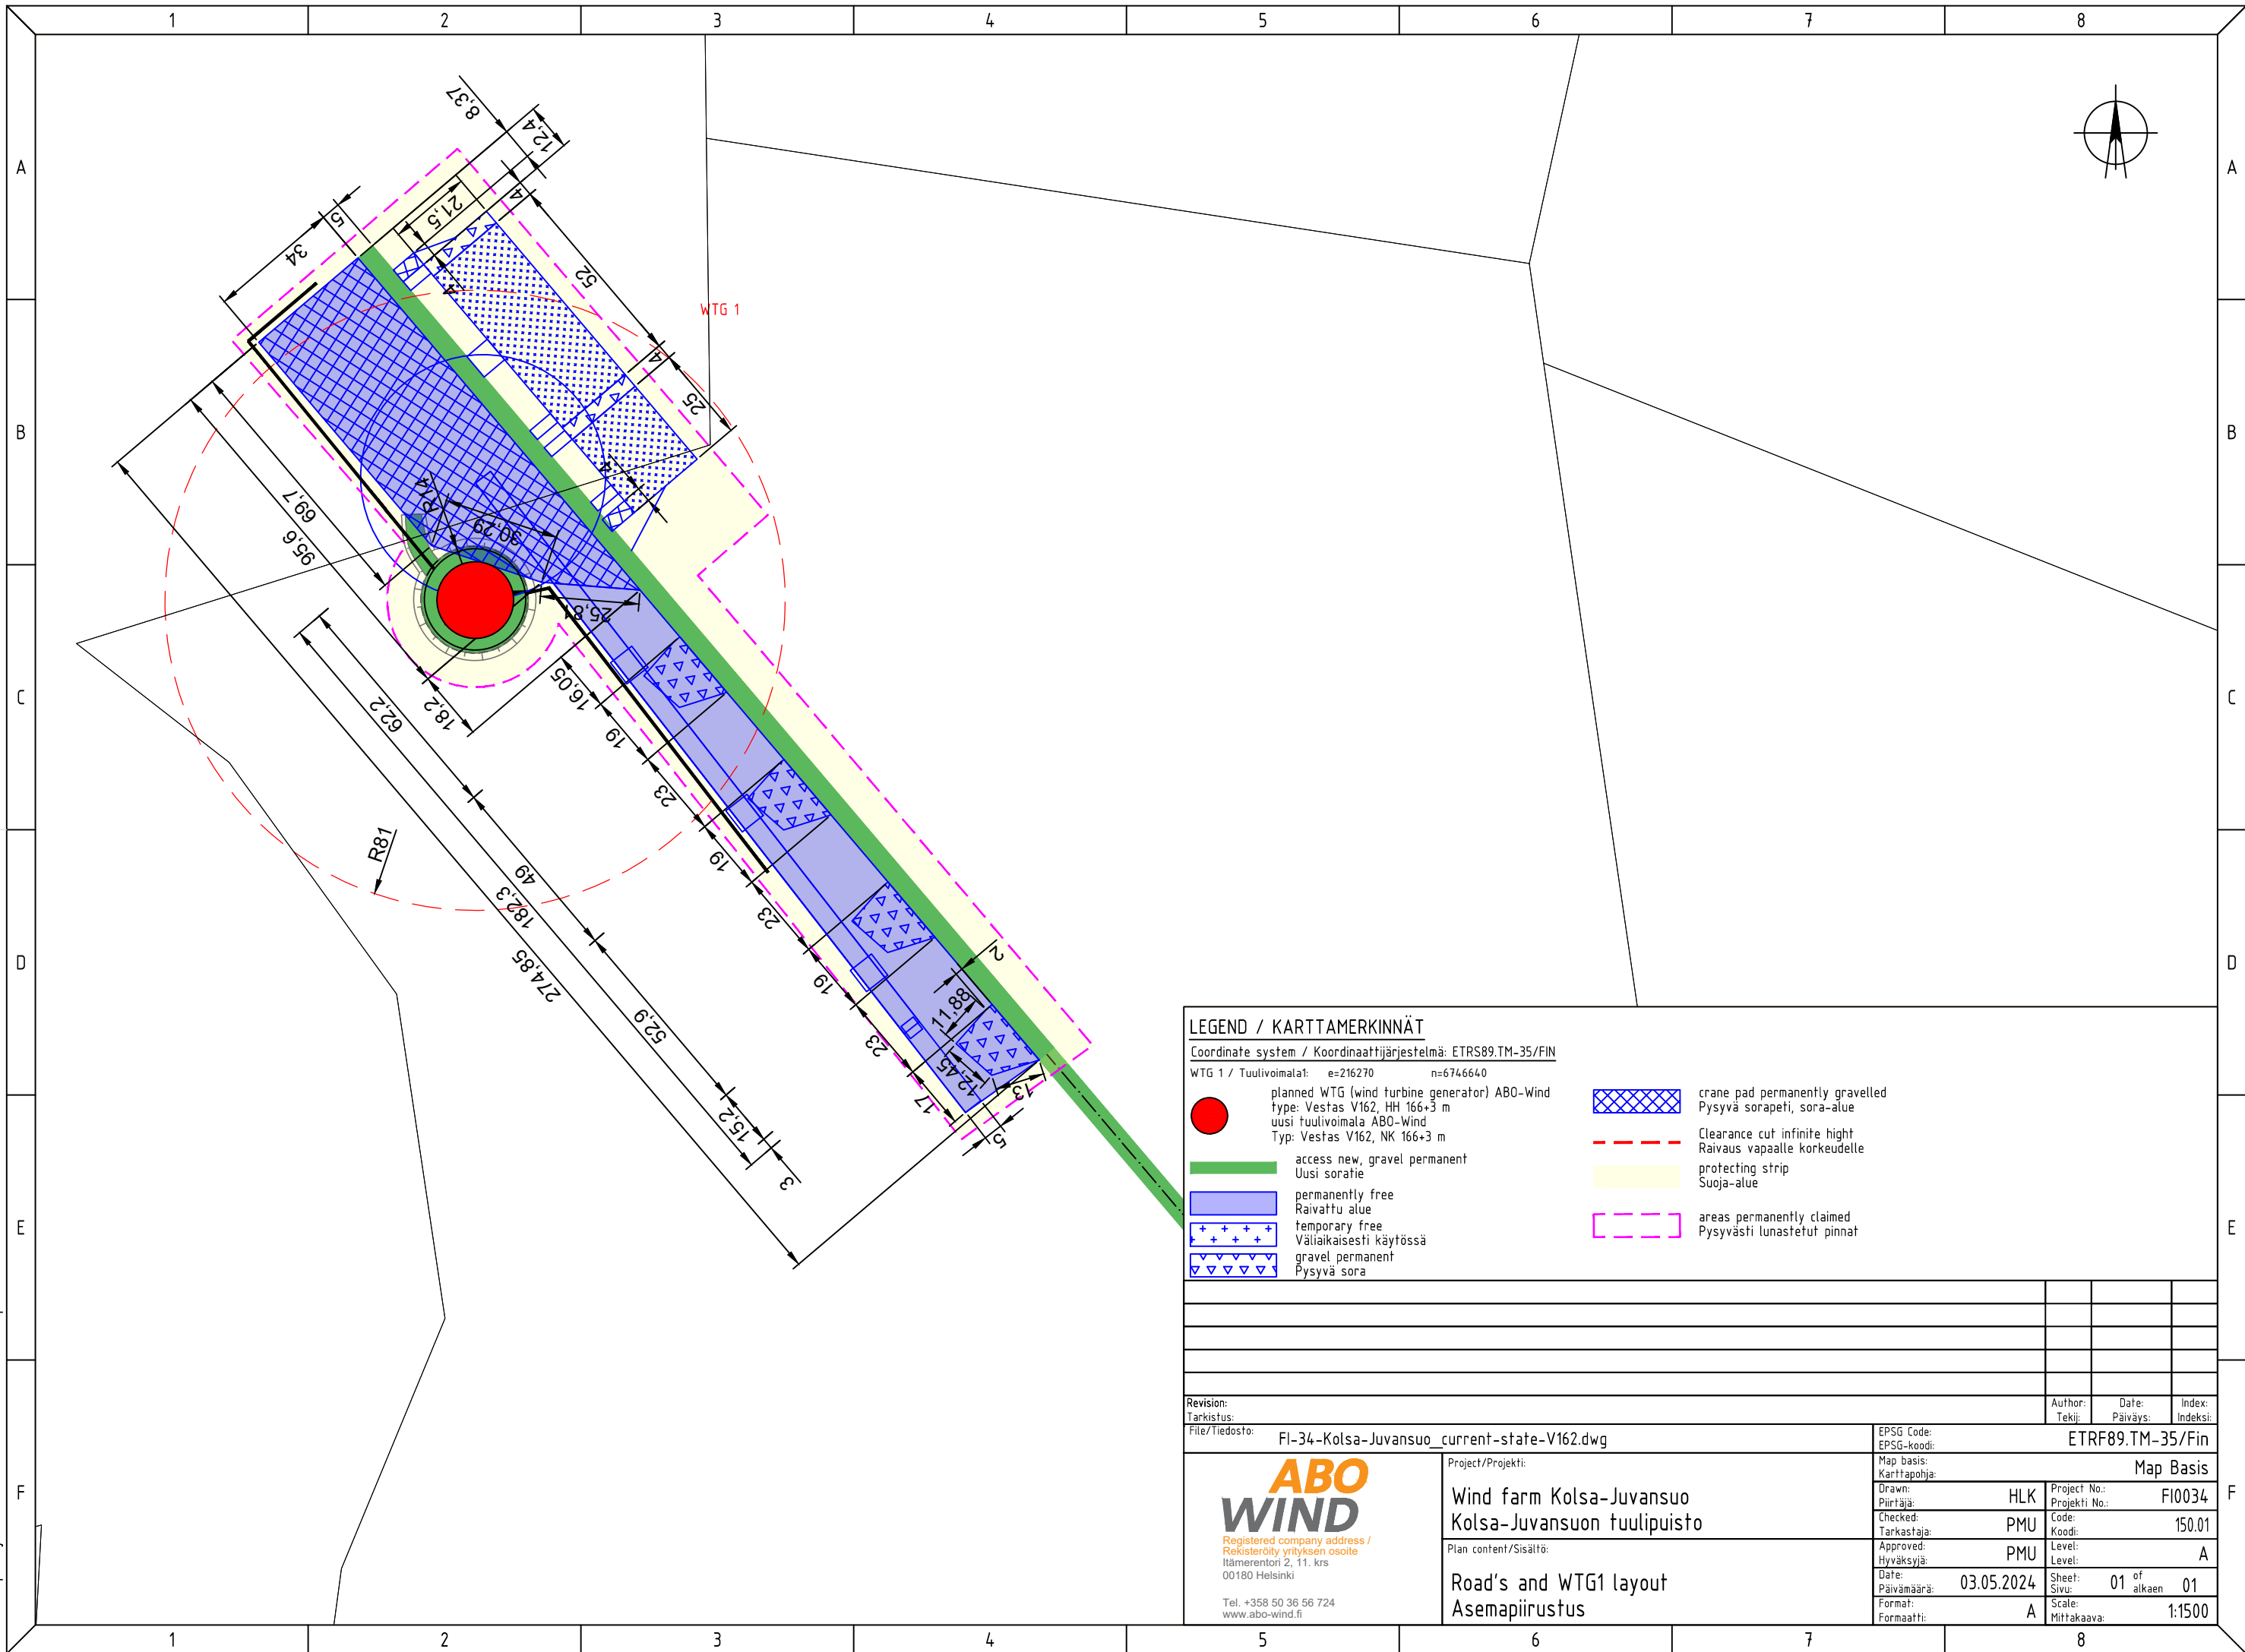 1 2 3 4 5 6 7 8
A A
B B
C C
D D
E E
F F
8,37
12,4
4
21,5
5
34
4
52
WTG 1
4
25
4
R14
30,29
69,7
95,6
25,81
18,2
16,05
62,2
19
23
R81
19
49
182,3
23
274,85
19
2
11,88
52,9
23
12,45
13
17
5
15,2
3
LEGEND / KARTTAMERKINNÄT
Coordinate system / Koordinaattijärjestelmä: ETRS89.TM-35/FIN
WTG 1 / Tuulivoimala1: e=216270 n=6746640
planned WTG (wind turbine generator) ABO-Wind
type: Vestas V162, HH 166+3 m
uusi tuulivoimala ABO-Wind
Typ: Vestas V162, NK 166+3 m
access new, gravel permanent
Uusi soratie
permanently free
Raivattu alue
temporary free
Väliaikaisesti käytössä
gravel permanent
Pysyvä sora
crane pad permanently gravelled
Pysyvä sorapeti, sora-alue
Clearance cut infinite hight
Raivaus vapaalle korkeudelle
protecting strip
Suoja-alue
areas permanently claimed
Pysyvästi lunastetut pinnat
Revision:
Tarkistus:
Author:
Tekij:
Date:
Päiväys:
Index:
Indeksi:
File/Tiedosto: FI-34-Kolsa-Juvansuo_current-state-V162.dwg
EPSG Code:
EPSG-koodi:
ETRF89.TM-35/Fin
Map basis:
Karttapohja:
Map Basis
ABO
WIND
Registered company address /
Rekisteröity yrityksen osoite
Itämerentori 2, 11. krs
00180 Helsinki
Tel. +358 50 36 56 724
www.abo-wind.fi
Project/Projekti:
Wind farm Kolsa-Juvansuo
Kolsa-Juvansuon tuulipuisto
Plan content/Sisältö:
Road's and WTG1 layout
Asemapiirustus
Drawn:
Piirtäjä:
HLK
Project No.:
Projekti No.:
FI0034
Checked:
Tarkastaja:
PMU
Code:
Koodi:
150.01
Approved:
Hyväksyjä:
PMU
Level:
Level:
A
Date:
Päivämäärä:
03.05.2024
Sheet:
Sivu:
01 of
alkaen 01
Format:
Formaatti:
A
Scale:
Mittakaava:
1:1500
1 2 3 4 5 6 7 8